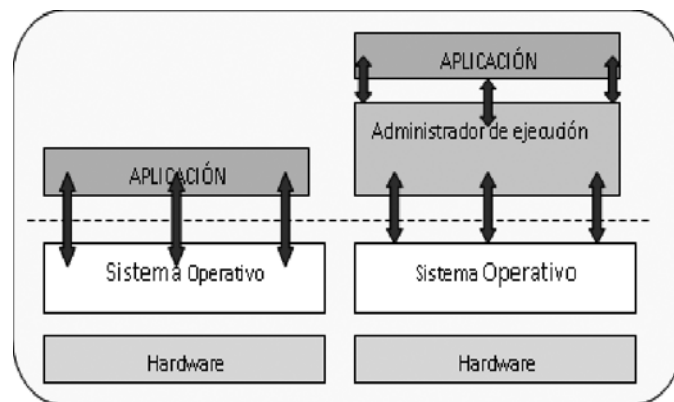 APLICACIÓN
Sistema Operativo
Hardware
APLICACIÓN
Administrador de ejecución
Sistema Operativo
Hardware